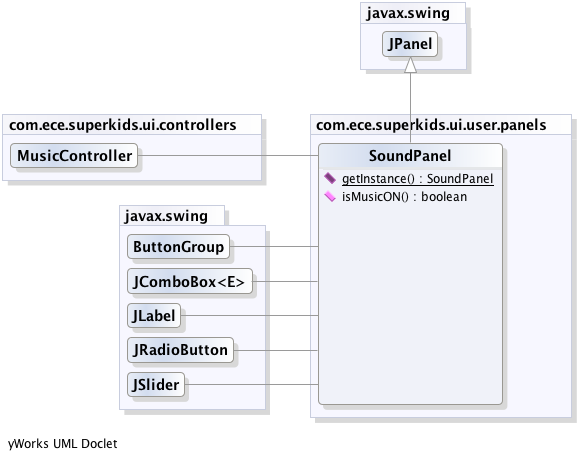 javax.swing
JPanel
com.ece.superkids.ui.controllers
MusicController
com.ece.superkids.ui.user.panels
SoundPanel
getInstance() : SoundPanel
isMusicON() : boolean
javax.swing
ButtonGroup
JComboBox<E>
JLabel
JRadioButton
JSlider
yWorks UML Doclet